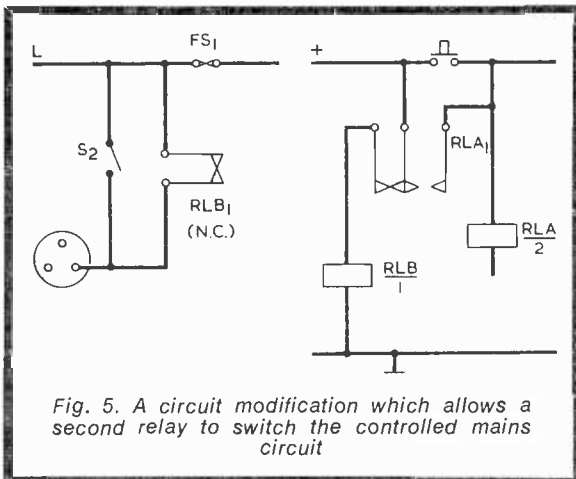 L
FS1
S2
RLB1
(N.C.)
+
RLA1
RLB
1
RLA
2
Fig. 5. A circuit modification which allows a
second relay to switch the controlled mains
circuit